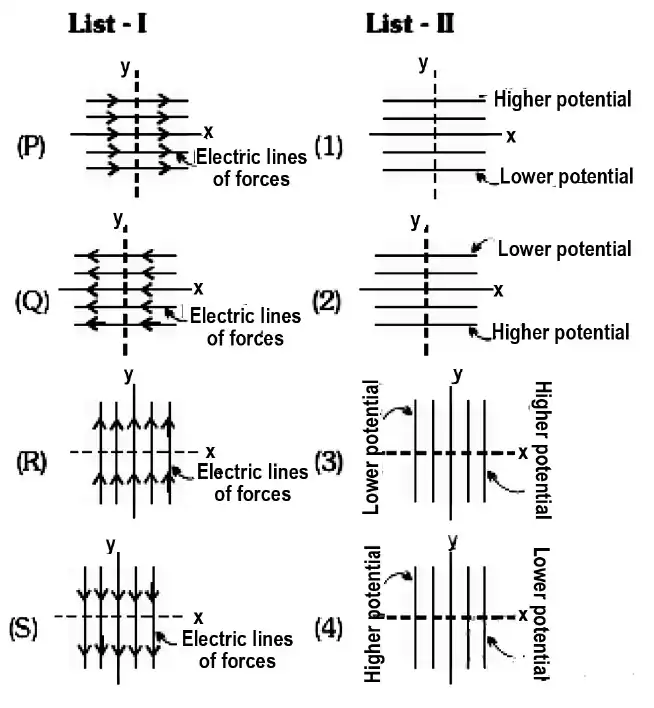 List - I List - II
y y
(P) x Electric lines of forces (1) Higher potential x Lower potential
y y
(Q) x Electric lines of forces (2) Lower potential x Higher potential
y y
(R) x Electric lines of forces (3) Lower potential x Higher potential
y y
(S) x Electric lines of forces (4) Higher potential x Lower potential